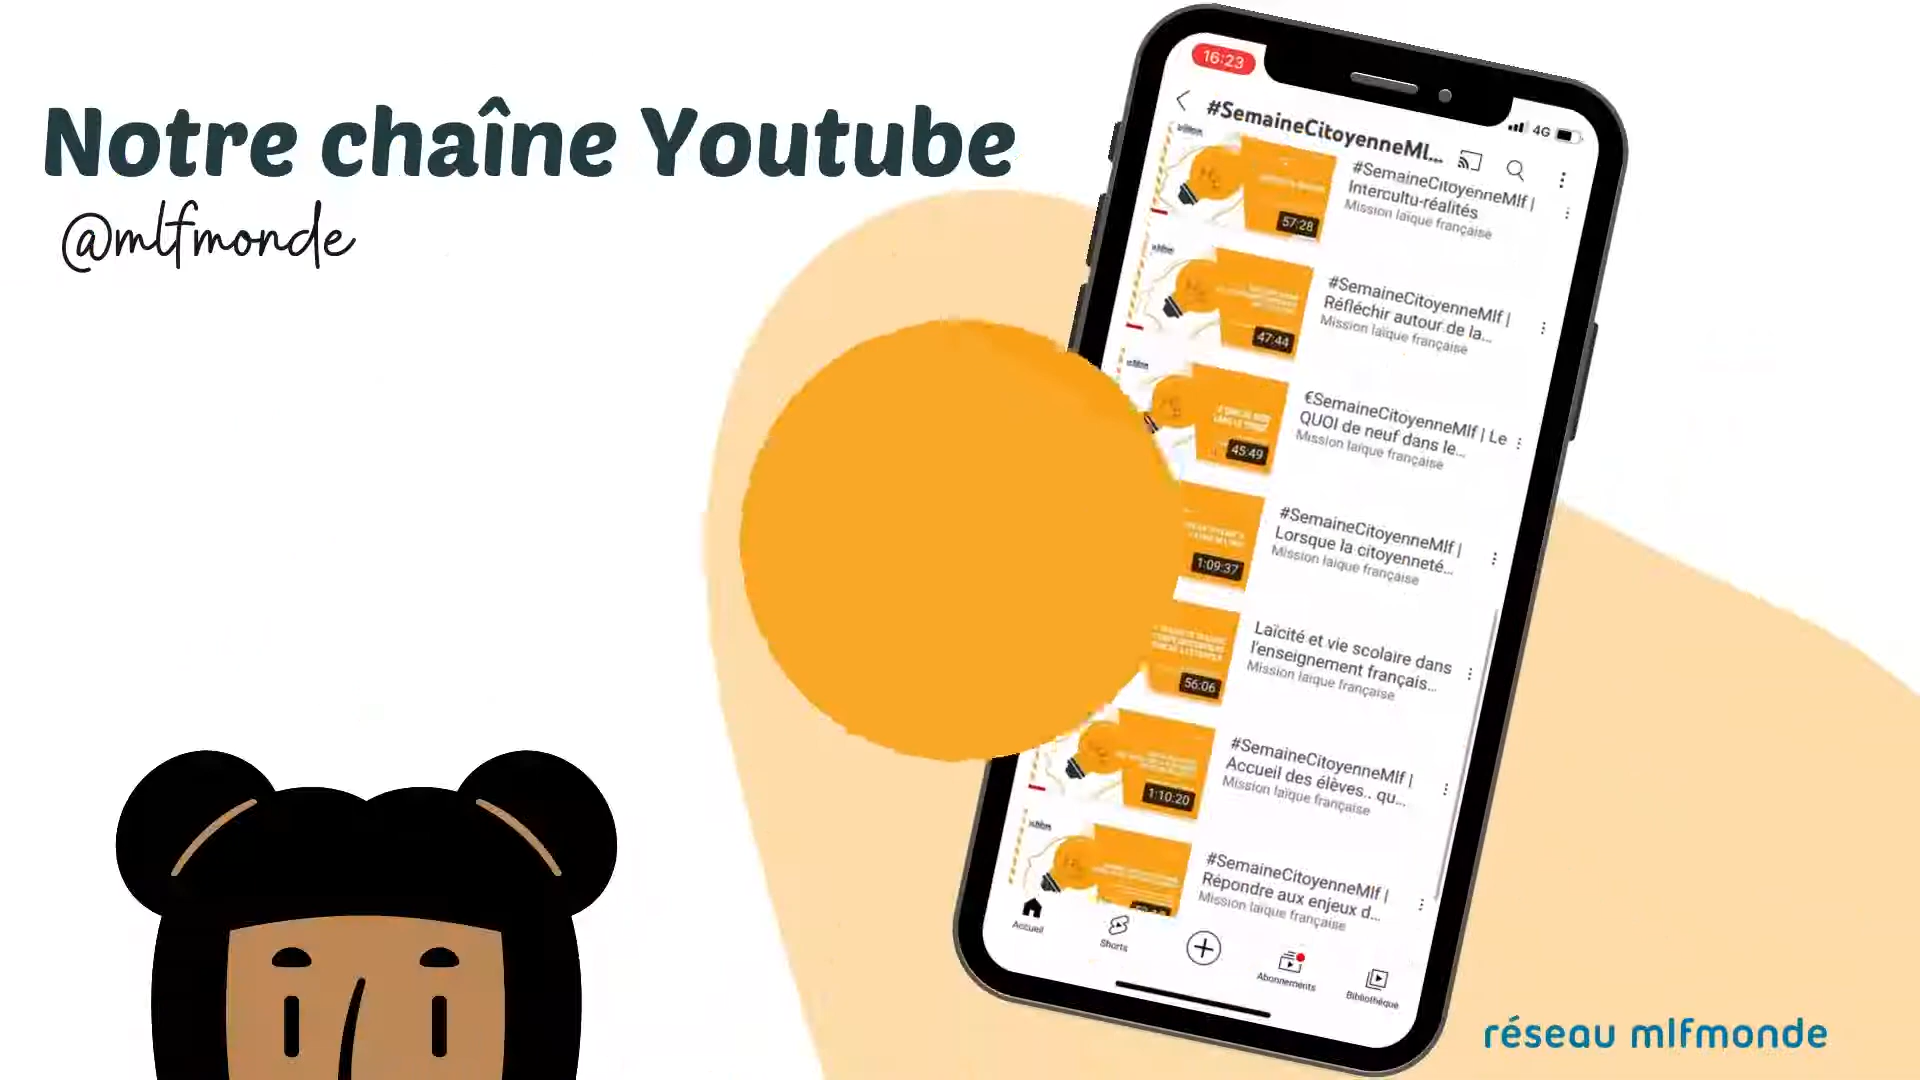 Notre chaîne Youtube
@mlfmonde
16:23
4G
#SemaineCitoyenneMl...
#SemaineCitoyenneMlf |
Intercultu-réalités
Mission laïque française
57:28
#SemaineCitoyenneMlf |
Réfléchir autour de la...
Mission laïque française
47:44
€SemaineCitoyenneMlf | Le
QUOI de neuf dans le...
Mission laïque française
45:49
#SemaineCitoyenneMlf |
Lorsque la citoyenneté...
Mission laïque française
1:09:37
Laïcité et vie scolaire dans
l'enseignement français...
Mission laïque française
56:06
#SemaineCitoyenneMlf |
Accueil des élèves.. qu...
Mission laïque française
1:10:20
#SemaineCitoyenneMlf |
Répondre aux enjeux d...
Mission laïque française
Accueil
Shorts
Abonnements
Bibliothèque
réseau mlfmonde